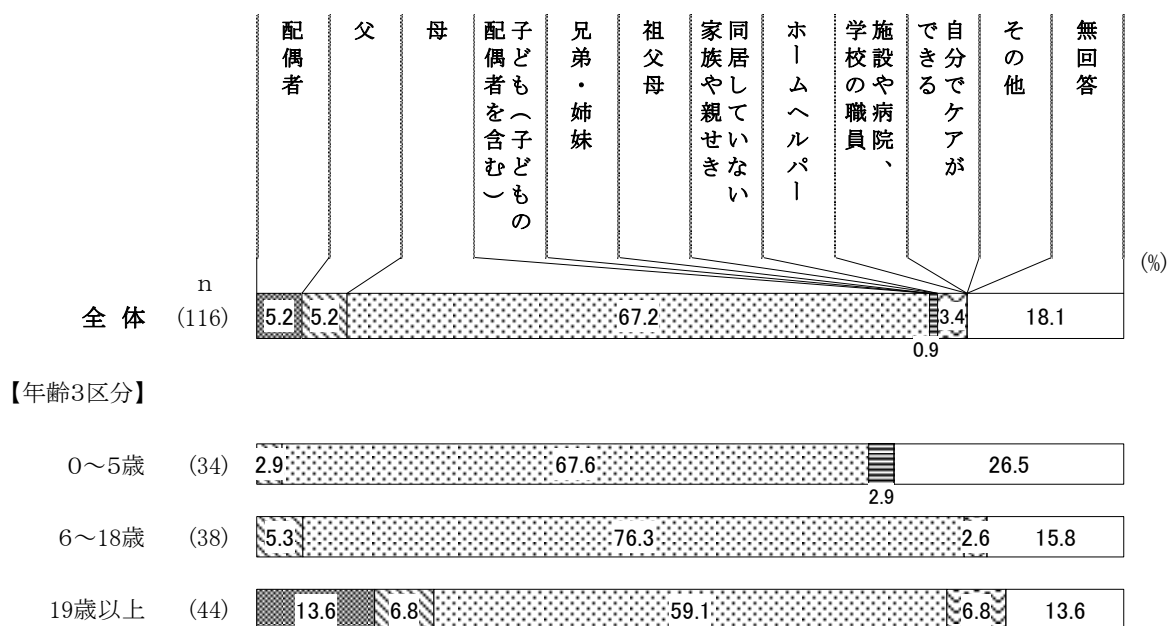 配偶者
父
母
子ども（子どもの
配偶者を含む）
兄弟・姉妹
祖父母
同居していない
家族や親せき
ホームヘルパー
施設や病院、
学校の職員
自分でケアが
できる
その他
無回答
(%)
n
全 体 (116) 5.2 5.2 67.2 3.4 18.1
0.9
【年齢3区分】
0～5歳 (34) 2.9 67.6 26.5
2.9
6～18歳 (38) 5.3 76.3 2.6 15.8
19歳以上 (44) 13.6 6.8 59.1 6.8 13.6